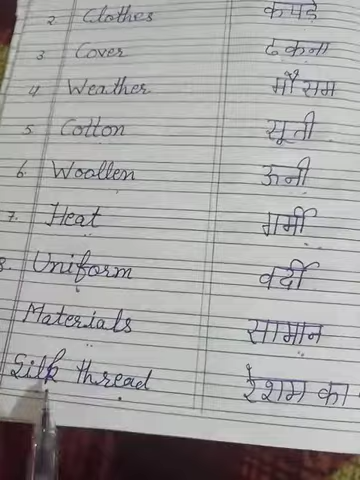 2 Clothes कपड़े
3 Cover ढकना
4 Weather मौसम
5 Cotton सूती
6. Woollen ऊनी
7. Heat गर्मी
8. Uniform वर्दी
Materials सामान
Silk thread रेशम का